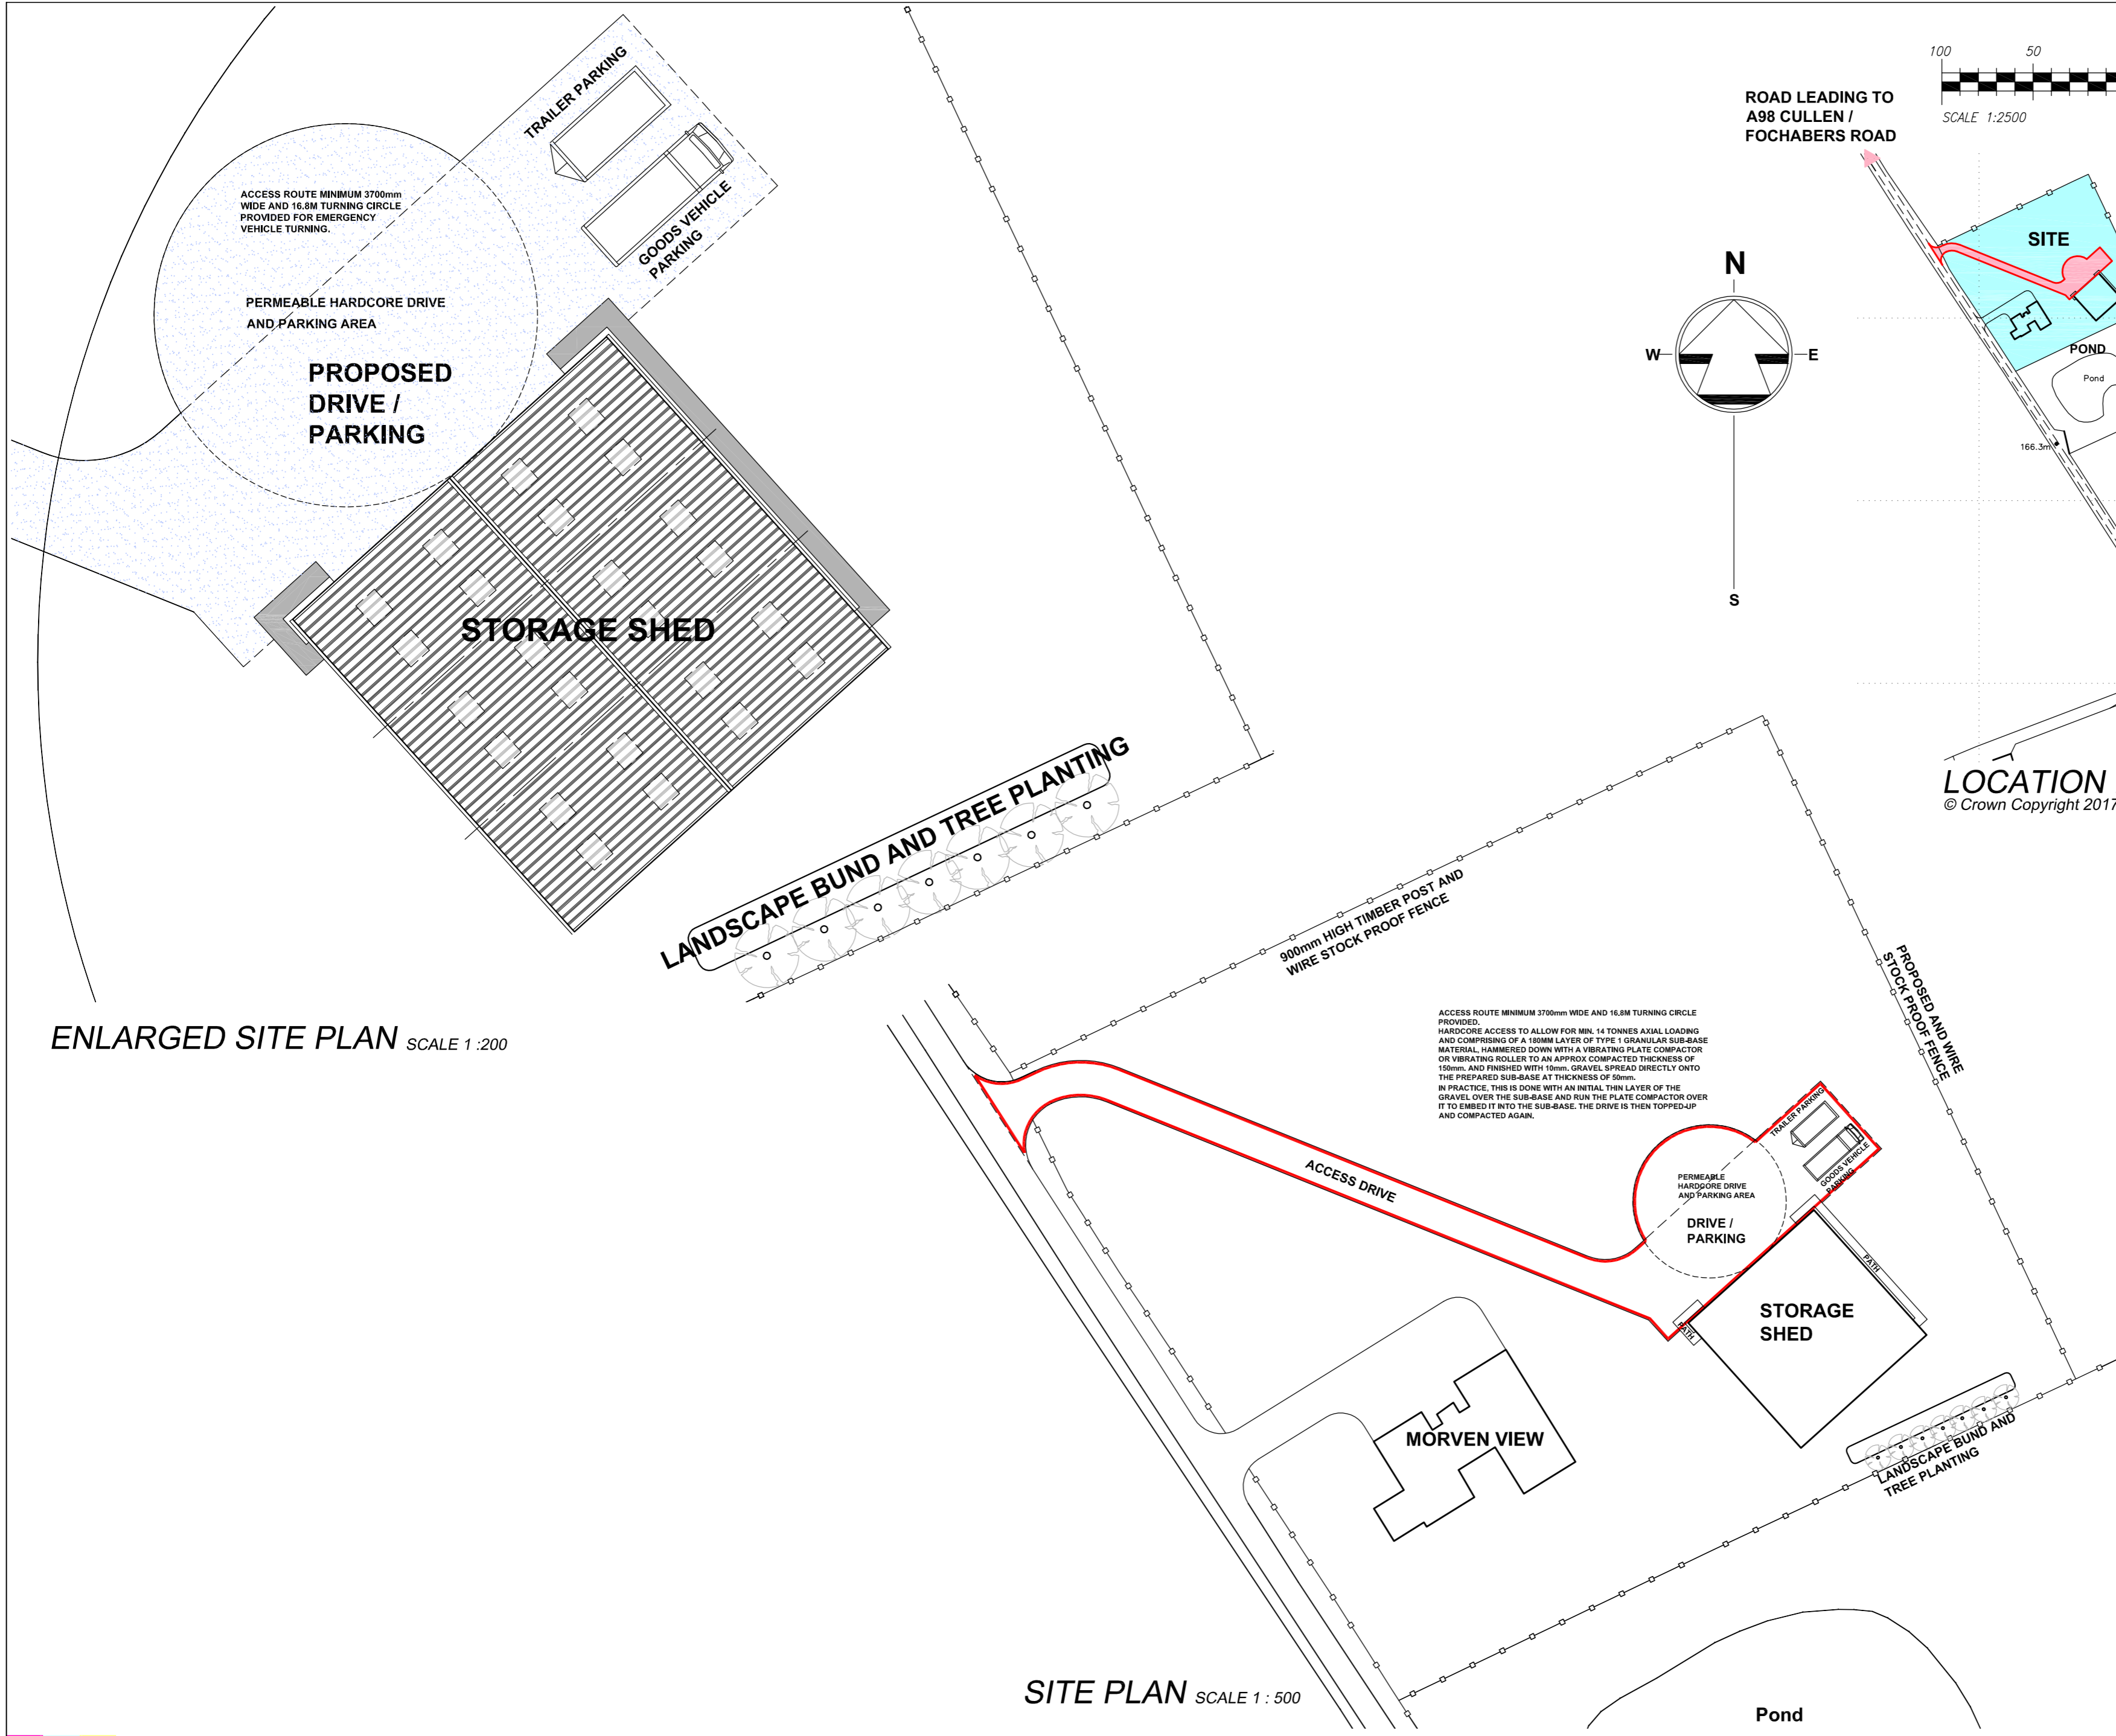 TRAILER PARKING
GOODS VEHICLE
PARKING
ACCESS ROUTE MINIMUM 3700mm
WIDE AND 16.8M TURNING CIRCLE
PROVIDED FOR EMERGENCY
VEHICLE TURNING.
PERMEABLE HARDCORE DRIVE
AND PARKING AREA
PROPOSED
DRIVE /
PARKING
STORAGE SHED
LANDSCAPE BUND AND TREE PLANTING
ENLARGED SITE PLAN SCALE 1 :200
100 50
SCALE 1:2500
ROAD LEADING TO
A98 CULLEN /
FOCHABERS ROAD
SITE
POND
Pond
166.3m
N
W E
S
LOCATION
© Crown Copyright 2017
900mm HIGH TIMBER POST AND
WIRE STOCK PROOF FENCE
PROPOSED AND WIRE
STOCK PROOF FENCE
ACCESS ROUTE MINIMUM 3700mm WIDE AND 16.8M TURNING CIRCLE
PROVIDED.
HARDCORE ACCESS TO ALLOW FOR MIN. 14 TONNES AXIAL LOADING
AND COMPRISING OF A 180MM LAYER OF TYPE 1 GRANULAR SUB-BASE
MATERIAL, HAMMERED DOWN WITH A VIBRATING PLATE COMPACTOR
OR VIBRATING ROLLER TO AN APPROX COMPACTED THICKNESS OF
150mm. AND FINISHED WITH 10mm. GRAVEL SPREAD DIRECTLY ONTO
THE PREPARED SUB-BASE AT THICKNESS OF 50mm.
IN PRACTICE, THIS IS DONE WITH AN INITIAL THIN LAYER OF THE
GRAVEL OVER THE SUB-BASE AND RUN THE PLATE COMPACTOR OVER
IT TO EMBED IT INTO THE SUB-BASE. THE DRIVE IS THEN TOPPED-UP
AND COMPACTED AGAIN.
TRAILER PARKING
GOODS VEHICLE
PARKING
PERMEABLE
HARDCORE DRIVE
AND PARKING AREA
DRIVE /
PARKING
ACCESS DRIVE
PATH
PATH
STORAGE
SHED
MORVEN VIEW
LANDSCAPE BUND AND
TREE PLANTING
SITE PLAN SCALE 1 : 500
Pond